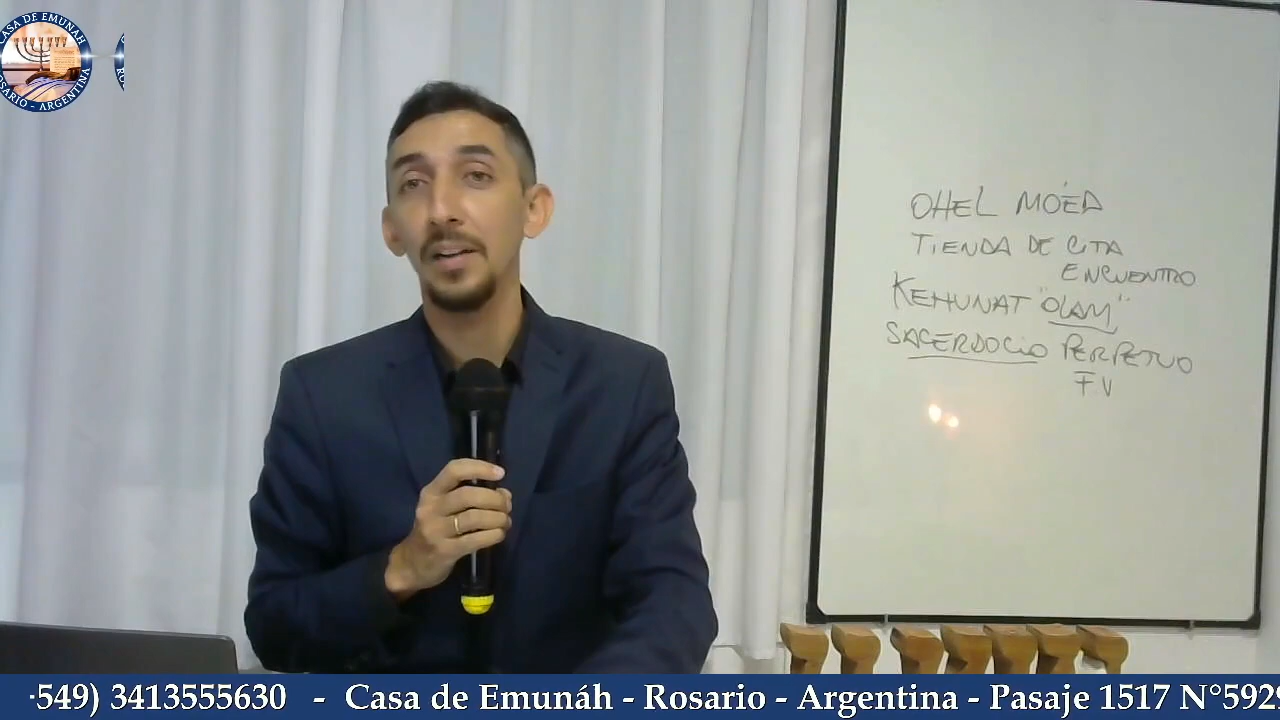 CASA DE EMUNÁH
ROSARIO - ARGENTINA
OHEL MOÉD
TIENDA DE CITA
ENCUENTRO
KEHUNAT "OLAM"
SACERDOCIO PERPETUO
549) 3413555630 - Casa de Emunáh - Rosario - Argentina - Pasaje 1517 N°592